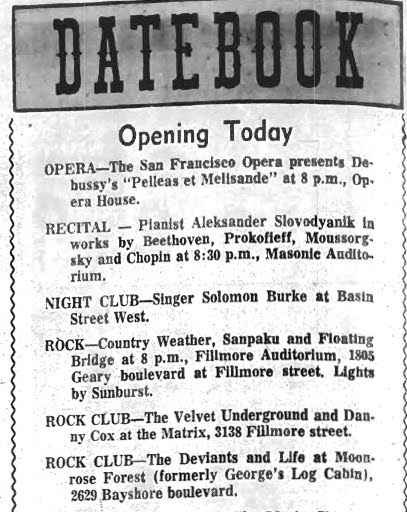 DATEBOOK
Opening Today
OPERA—The San Francisco Opera presents De-
bussy's "Pelleas et Melisande" at 8 p.m., Op-
era House.
RECITAL — Pianist Aleksander Slovodyanik in
works by Beethoven, Prokofieff, Moussorg-
sky and Chopin at 8:30 p.m., Masonic Audito-
rium.
NIGHT CLUB—Singer Solomon Burke at Basin
Street West.
ROCK—Country Weather, Sanpaku and Floating
Bridge at 8 p.m., Fillmore Auditorium, 1805
Geary boulevard at Fillmore street. Lights
by Sunburst.
ROCK CLUB—The Velvet Underground and Dan-
ny Cox at the Matrix, 3138 Fillmore street.
ROCK CLUB—The Deviants and Life at Moon-
rose Forest (formerly George's Log Cabin),
2629 Bayshore boulevard.